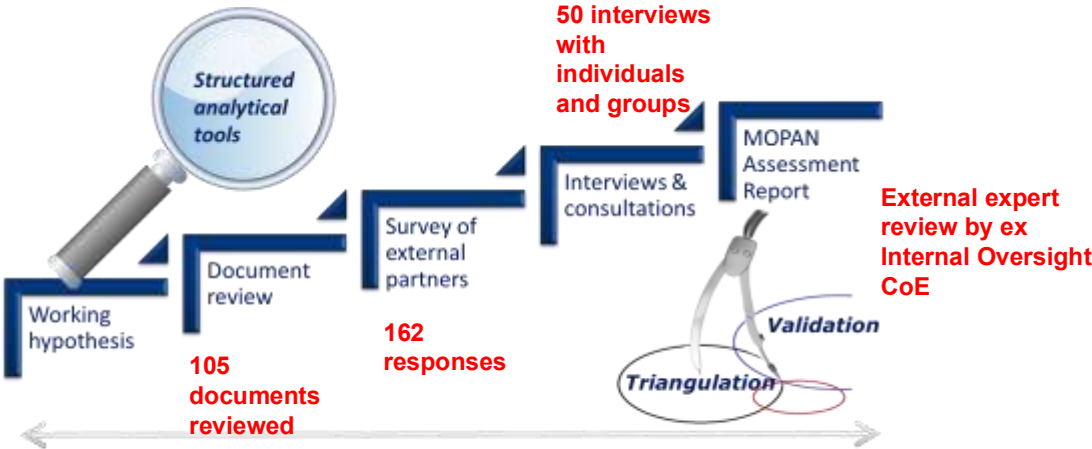 50 interviews
with
individuals
and groups
Structured
analytical
tools
MOPAN
Assessment
Report
Interviews &
consultations
External expert
review by ex
Internal Oversight
CoE
Survey of
external
partners
Document
review
Working
hypothesis
162
responses
105
documents
reviewed
Validation
Triangulation